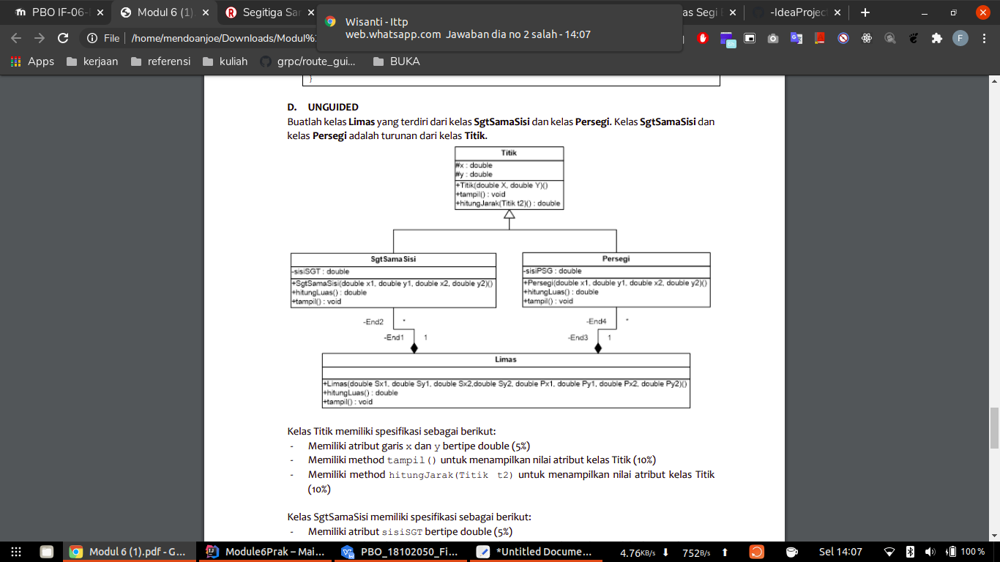 PBO IF-06-
Modul 6 (1)
Segitiga Sar
Wisanti - Ittp
web.whatsapp.com Jawaban dia no 2 salah - 14:07
as Segi
-IdeaProject
File
/home/mendoanjoe/Downloads/Modul%
Apps
kerjaan
referensi
kuliah
grpc/route_gui...
BUKA
}
D. UNGUIDED
Buatlah kelas Limas yang terdiri dari kelas SgtSamaSisi dan kelas Persegi. Kelas SgtSamaSisi dan
kelas Persegi adalah turunan dari kelas Titik.
Titik
#x : double
#y : double
+Titik(double X, double Y)()
+tampil() : void
+hitungJarak(Titik t2)() : double
SgtSamaSisi
-sisiSGT : double
+SgtSamaSisi(double x1, double y1, double x2, double y2)()
+hitungLuas() : double
+tampil() : void
Persegi
-sisiPSG : double
+Persegi(double x1, double y1, double x2, double y2)()
+hitungLuas() : double
+tampil() : void
-End2 *
-End1 1
-End4 *
-End3 1
Limas
+Limas(double Sx1, double Sy1, double Sx2,double Sy2, double Px1, double Py1, double Px2, double Py2)()
+hitungLuas() : double
+tampil() : void
Kelas Titik memiliki spesifikasi sebagai berikut:
- Memiliki atribut garis x dan y bertipe double (5%)
- Memiliki method tampil() untuk menampilkan nilai atribut kelas Titik (10%)
- Memiliki method hitungJarak(Titik t2) untuk menampilkan nilai atribut kelas Titik
(10%)
Kelas SgtSamaSisi memiliki spesifikasi sebagai berikut:
- Memiliki atribut sisiSGT bertipe double (5%)
Modul 6 (1).pdf - G...
Module6Prak – Mai...
PBO_18102050_Fi...
*Untitled Docume...
4.76KB/s
752B/s
Sel 14:07
100 %